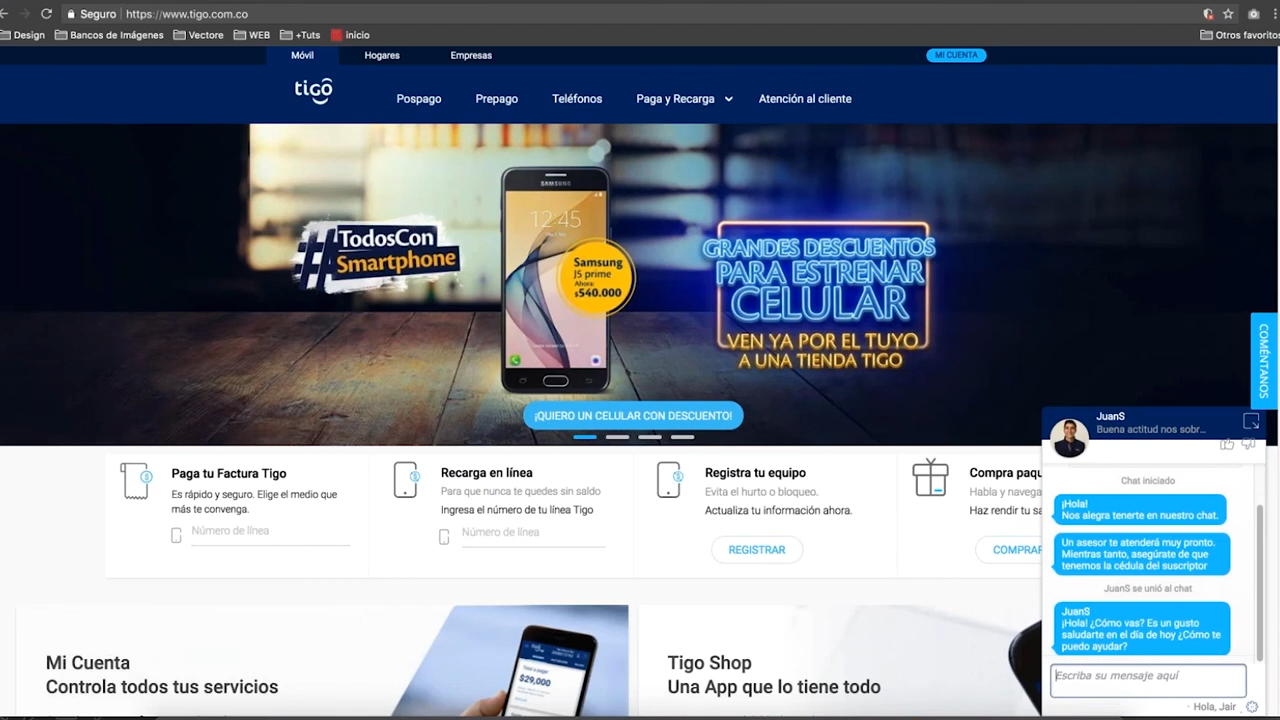 Seguro | https://www.tigo.com.co
Design
Bancos de Imágenes
Vectore
WEB
+Tuts
inicio
Otros favoritos
Móvil
Hogares
Empresas
MI CUENTA
tigo
Pospago
Prepago
Teléfonos
Paga y Recarga
Atención al cliente
#TodosCon
Smartphone
SAMSUNG
12:45
Samsung
J5 prime
Ahora:
$540.000
GRANDES DESCUENTOS
PARA ESTRENAR
CELULAR
VEN YA POR EL TUYO
A UNA TIENDA TIGO
¡QUIERO UN CELULAR CON DESCUENTO!
COMÉNTANOS
Paga tu Factura Tigo
Es rápido y seguro. Elige el medio que
más te convenga.
Número de línea
Recarga en línea
Para que nunca te quedes sin saldo
Ingresa el número de tu línea Tigo
Número de línea
Registra tu equipo
Evita el hurto o bloqueo.
Actualiza tu información ahora.
REGISTRAR
Compra paqu
Habla y navega
Haz rendir tu sa
COMPRAR
JuanS
Buena actitud nos sobr...
Chat iniciado
¡Hola!
Nos alegra tenerte en nuestro chat.
Un asesor te atenderá muy pronto.
Mientras tanto, asegúrate de que
tenemos la cédula del suscriptor
JuanS se unió al chat
JuanS
¡Hola! ¿Cómo vas? Es un gusto
saludarte en el día de hoy ¿Cómo te
puedo ayudar?
Escriba su mensaje aquí
Hola, Jair
Mi Cuenta
Controla todos tus servicios
$29,000
Tigo Shop
Una App que lo tiene todo